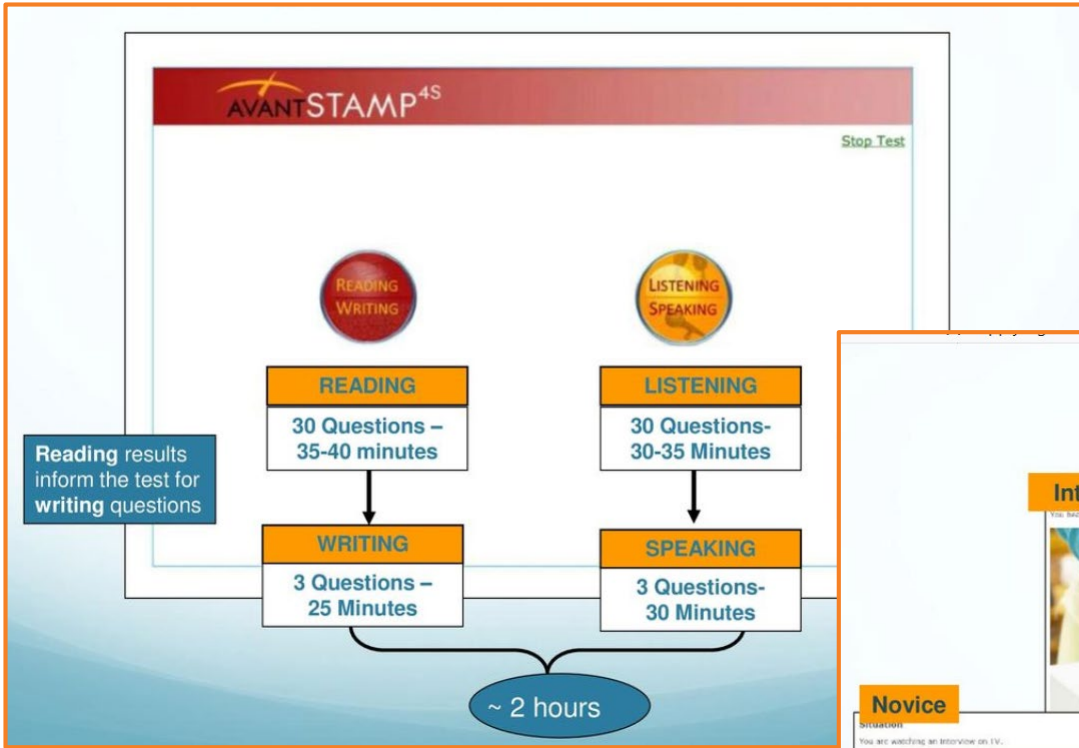 AVANTSTAMP4S
Stop Test
READING
WRITING
LISTENING
SPEAKING
READING
30 Questions –
35-40 minutes
LISTENING
30 Questions-
30-35 Minutes
Reading results
inform the test for
writing questions
WRITING
3 Questions –
25 Minutes
SPEAKING
3 Questions-
30 Minutes
~ 2 hours
Int
Novice
Situation
You are watching an interview on TV.